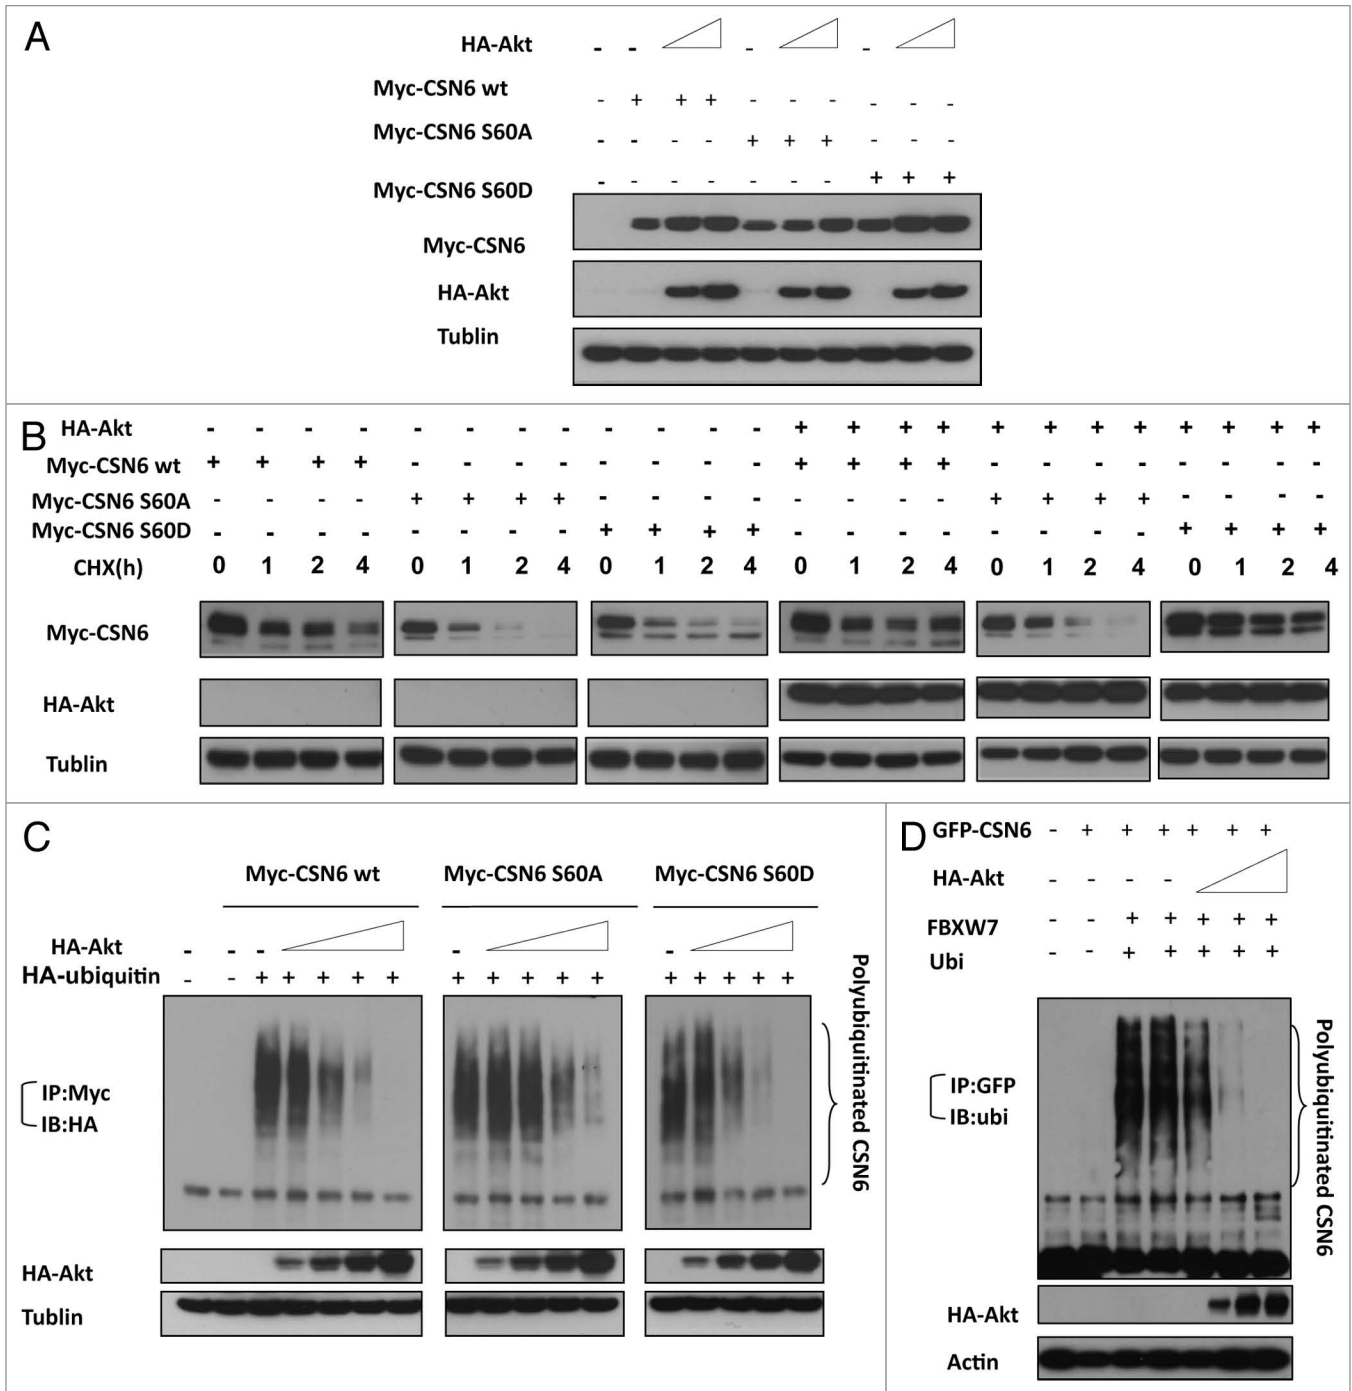 A
HA-Akt - - - -
Myc-CSN6 wt - + + + - - - - - -
Myc-CSN6 S60A - - - - + + + - - -
Myc-CSN6 S60D - - - - - - - + + +
Myc-CSN6
HA-Akt
Tublin
B
HA-Akt - - - - - - - - - - - - + + + + + + + + + + + +
Myc-CSN6 wt + + + + - - - - - - - - + + + + - - - - - - - -
Myc-CSN6 S60A - - - - + + + + - - - - - - - - + + + + - - - -
Myc-CSN6 S60D - - - - - - - - + + + + - - - - - - - - + + + +
CHX(h) 0 1 2 4 0 1 2 4 0 1 2 4 0 1 2 4 0 1 2 4 0 1 2 4
Myc-CSN6
HA-Akt
Tublin
C
Myc-CSN6 wt Myc-CSN6 S60A Myc-CSN6 S60D
HA-Akt - - - - -
HA-ubiquitin - - + + + + + + + + + + + + + + +
IP:Myc
IB:HA
Polyubiquitinated CSN6
HA-Akt
Tublin
D
GFP-CSN6 - + + + + + +
HA-Akt - - - -
FBXW7 - - + + + + +
Ubi - - + + + + +
IP:GFP
IB:ubi
Polyubiquitinated CSN6
HA-Akt
Actin